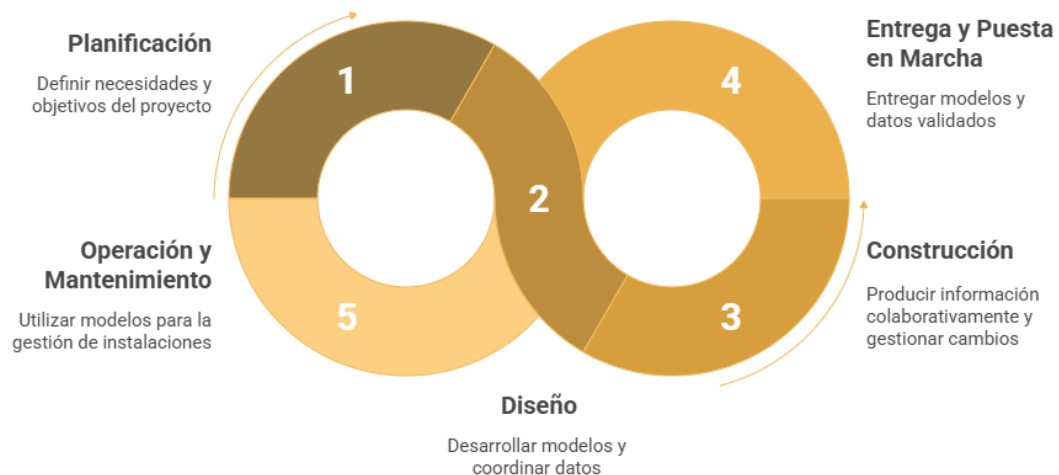 Planificación
Definir necesidades y
objetivos del proyecto
1
2
Diseño
Desarrollar modelos y
coordinar datos
3
Construcción
Producir información
colaborativamente y
gestionar cambios
4
Entrega y Puesta
en Marcha
Entregar modelos y
datos validados
5
Operación y
Mantenimiento
Utilizar modelos para la
gestión de instalaciones